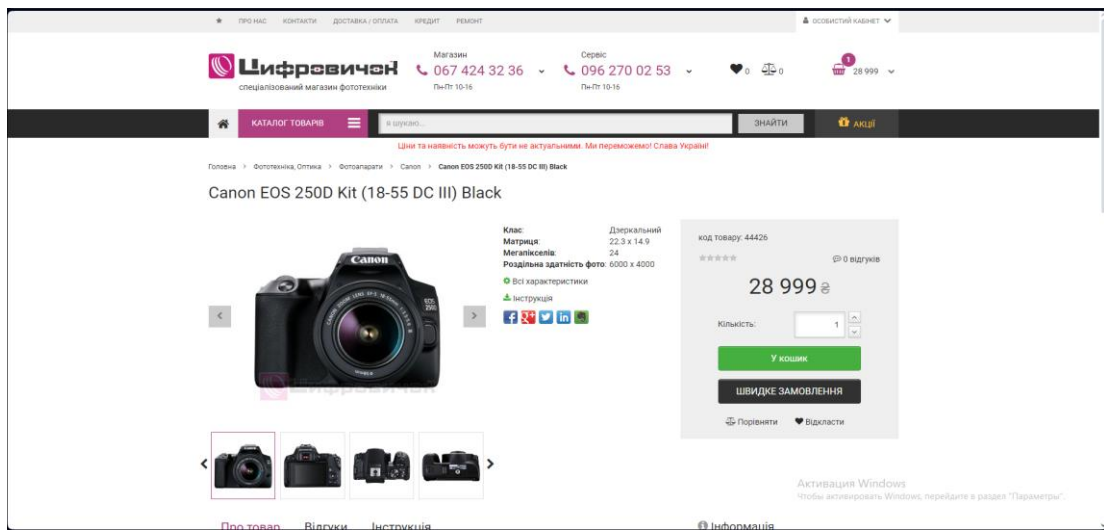 ПРО НАС КОНТАКТИ ДОСТАВКА / ОПЛАТА КРЕДИТ РЕМОНТ ОСОБИСТИЙ КАБІНЕТ
Цифровичок
спеціалізований магазин фототехніки
Магазин
067 424 32 36
Пн-Пт 10-16
Сервіс
096 270 02 53
Пн-Пт 10-16
0 0 1 28 999
КАТАЛОГ ТОВАРІВ я шукаю... ЗНАЙТИ АКЦІЇ
Ціни та наявність можуть бути не актуальними. Ми переможемо! Слава Україні!
Головна > Фототехніка, Оптика > Фотоапарати > Canon > Canon EOS 250D Kit (18-55 DC III) Black
Canon EOS 250D Kit (18-55 DC III) Black
Canon
EOS
250D
Цифровичок
Клас: Дзеркальний
Матриця: 22.3 x 14.9
Мегапікселів: 24
Роздільна здатність фото: 6000 x 4000
Всі характеристики
Інструкція
код товару: 44426
0 відгуків
28 999 ₴
Кількість: 1
У кошик
ШВИДКЕ ЗАМОВЛЕННЯ
Порівняти Відкласти
Активация Windows
Чтобы активировать Windows, перейдите в раздел "Параметры".
Про товар Відгуки Інструкція Інформація